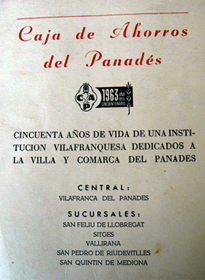 Caja de Ahorros
del Panadés
1963
CINCUENTA AÑOS DE VIDA DE UNA INSTI-
TUCION VILAFRANQUESA DEDICADOS A
LA VILLA Y COMARCA DEL PANADES
CENTRAL:
VILAFRANCA DEL PANADES
SUCURSALES:
SAN FELIU DE LLOBREGAT
SITGES
VALLIRANA
SAN PEDRO DE RIUDEVITLLES
SAN QUINTIN DE MEDIONA